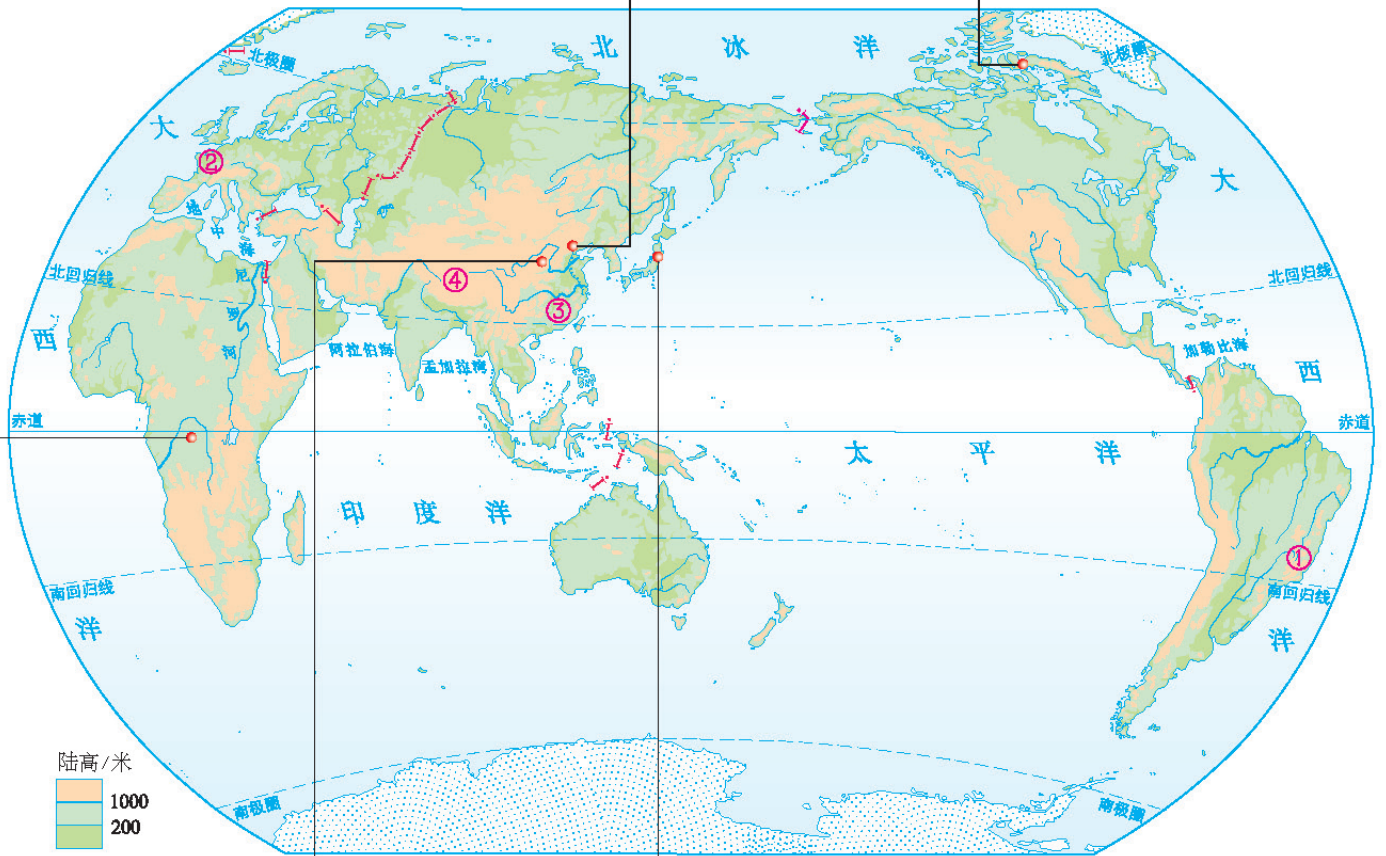 北 冰 洋
北极圈
北极圈
大
西
洋
大
西
洋
②
地中海
尼罗河
北回归线
北回归线
④
③
阿拉伯海
孟加拉湾
加勒比海
赤道
赤道
太 平 洋
印 度 洋
①
南回归线
南回归线
陆高/米
1000
200
南极圈
南极圈